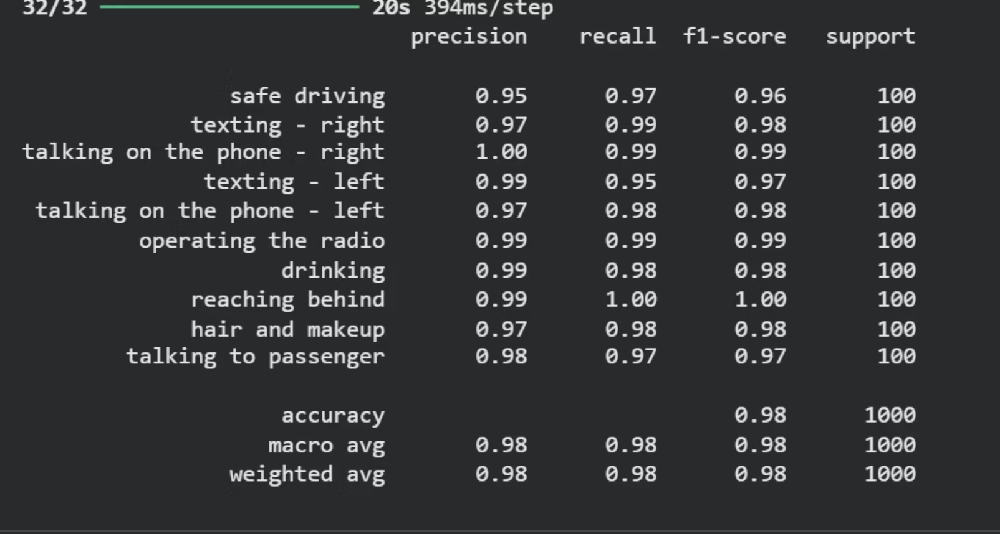 32/32 20s 394ms/step
precision recall f1-score support
safe driving 0.95 0.97 0.96 100
texting - right 0.97 0.99 0.98 100
talking on the phone - right 1.00 0.99 0.99 100
texting - left 0.99 0.95 0.97 100
talking on the phone - left 0.97 0.98 0.98 100
operating the radio 0.99 0.99 0.99 100
drinking 0.99 0.98 0.98 100
reaching behind 0.99 1.00 1.00 100
hair and makeup 0.97 0.98 0.98 100
talking to passenger 0.98 0.97 0.97 100
accuracy 0.98 1000
macro avg 0.98 0.98 0.98 1000
weighted avg 0.98 0.98 0.98 1000